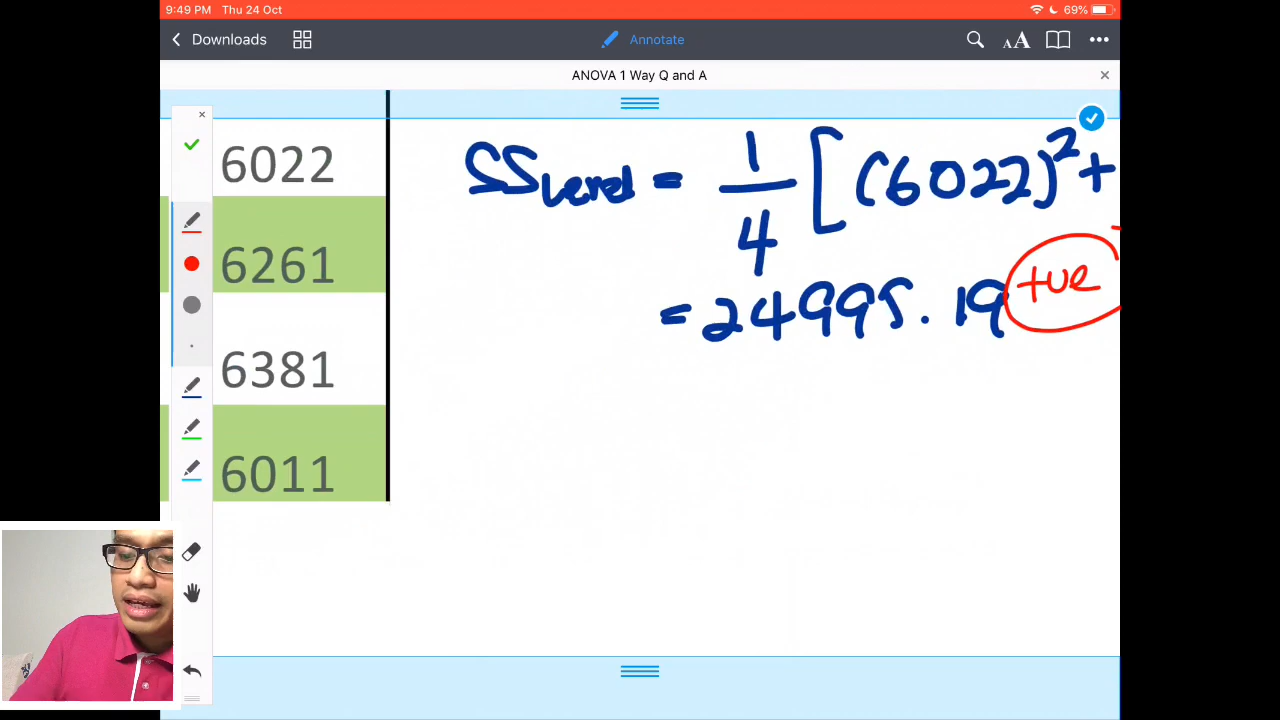 9:49 PM Thu 24 Oct 69%
Downloads Annotate AA
ANOVA 1 Way Q and A
6022
6261
6381
6011
SSLevel = 1/4 [(6022)² +
= 24995.19
+ve